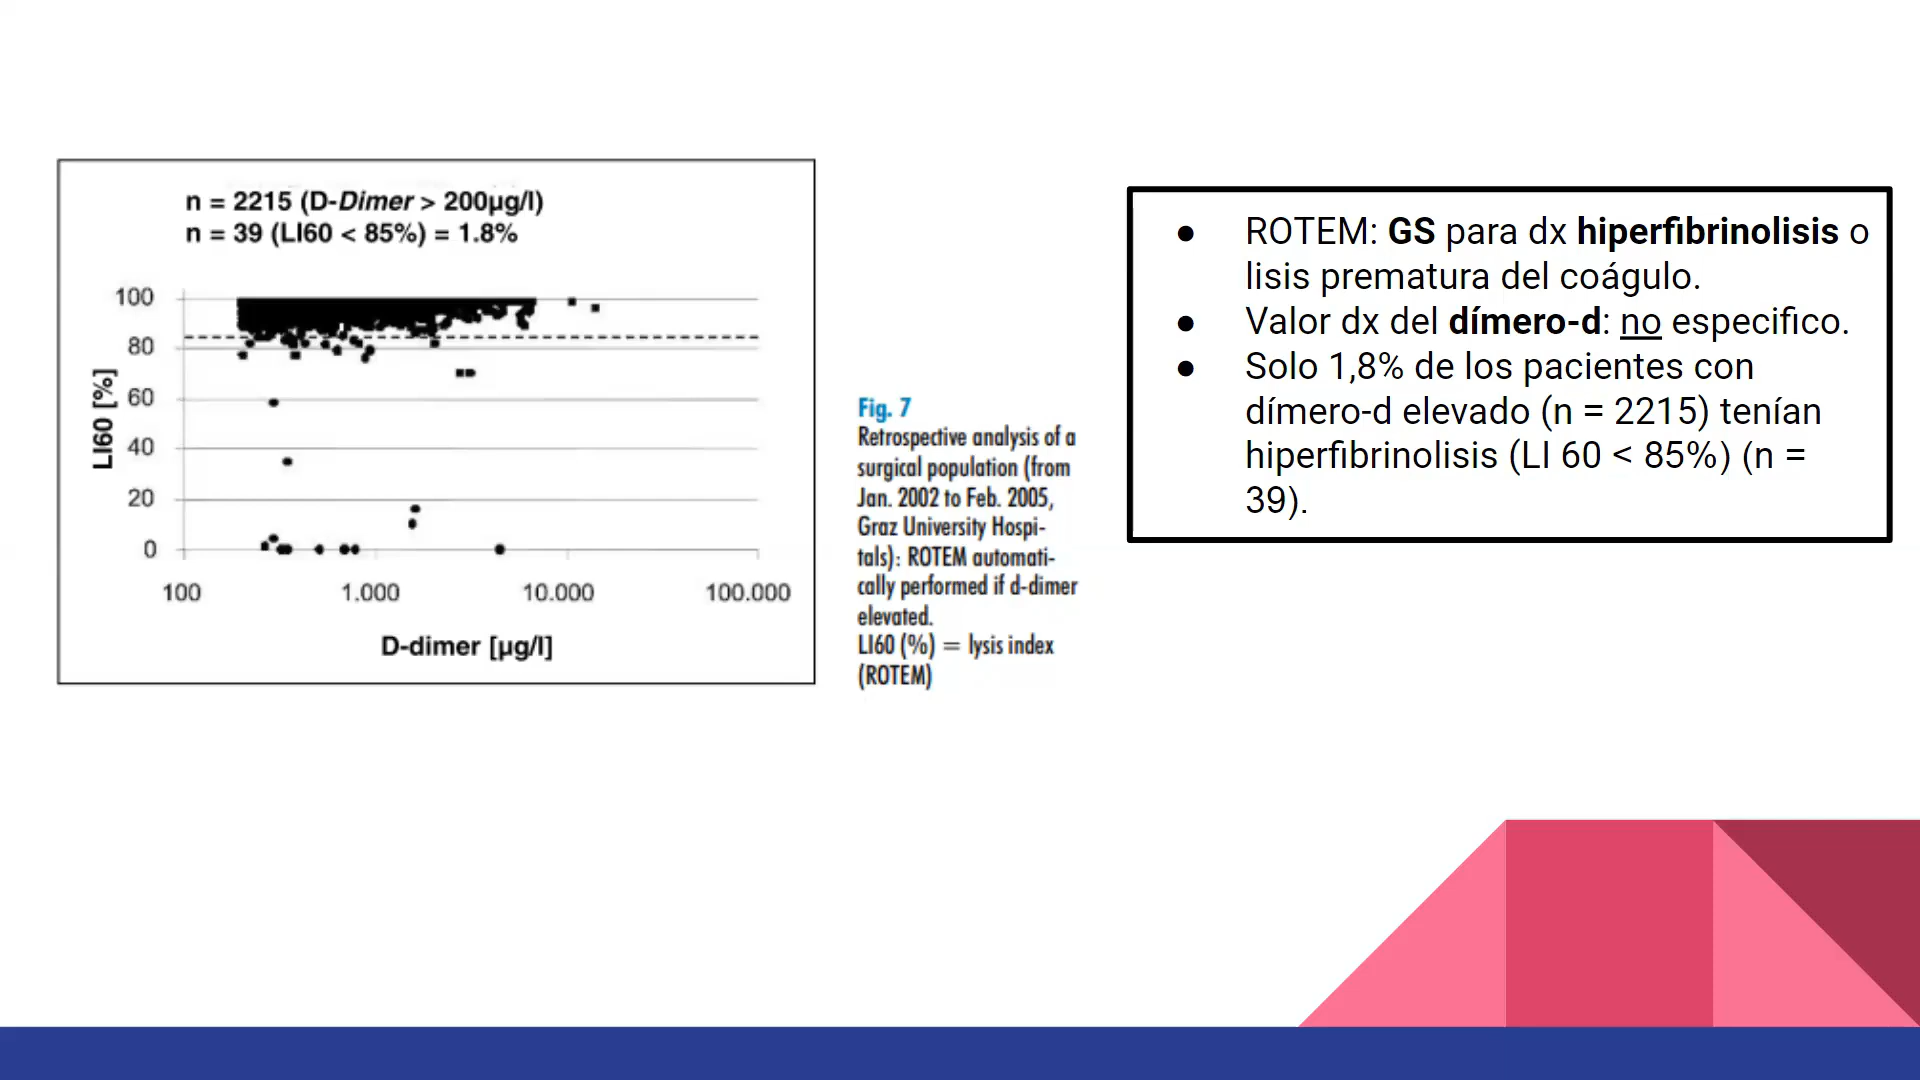 n = 2215 (D-Dimer > 200µg/l)
n = 39 (LI60 < 85%) = 1.8%
100
80
60
40
20
0
LI60 [%]
100
1.000
10.000
100.000
D-dimer [µg/l]
Fig. 7
Retrospective analysis of a
surgical population (from
Jan. 2002 to Feb. 2005,
Graz University Hospi-
tals): ROTEM automati-
cally performed if d-dimer
elevated.
LI60 (%) = lysis index
(ROTEM)
● ROTEM: GS para dx hiperfibrinolisis o
lisis prematura del coágulo.
● Valor dx del dímero-d: no especifico.
● Solo 1,8% de los pacientes con
dímero-d elevado (n = 2215) tenían
hiperfibrinolisis (LI 60 < 85%) (n =
39).